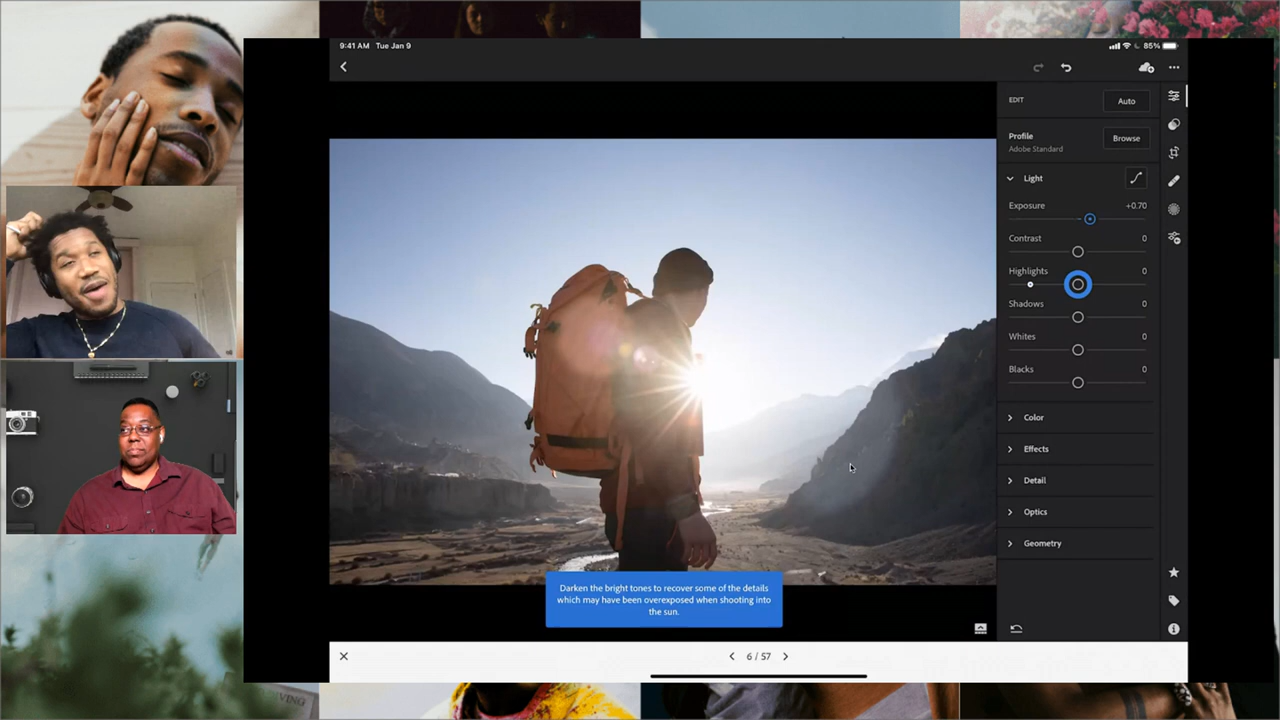 9:41 AM Tue Jan 9
85%
EDIT
Auto
Profile
Adobe Standard
Browse
Light
Exposure +0.70
Contrast 0
Highlights 0
Shadows 0
Whites 0
Blacks 0
Color
Effects
Detail
Optics
Geometry
Darken the bright tones to recover some of the details
which may have been overexposed when shooting into
the sun.
6 / 57
VING